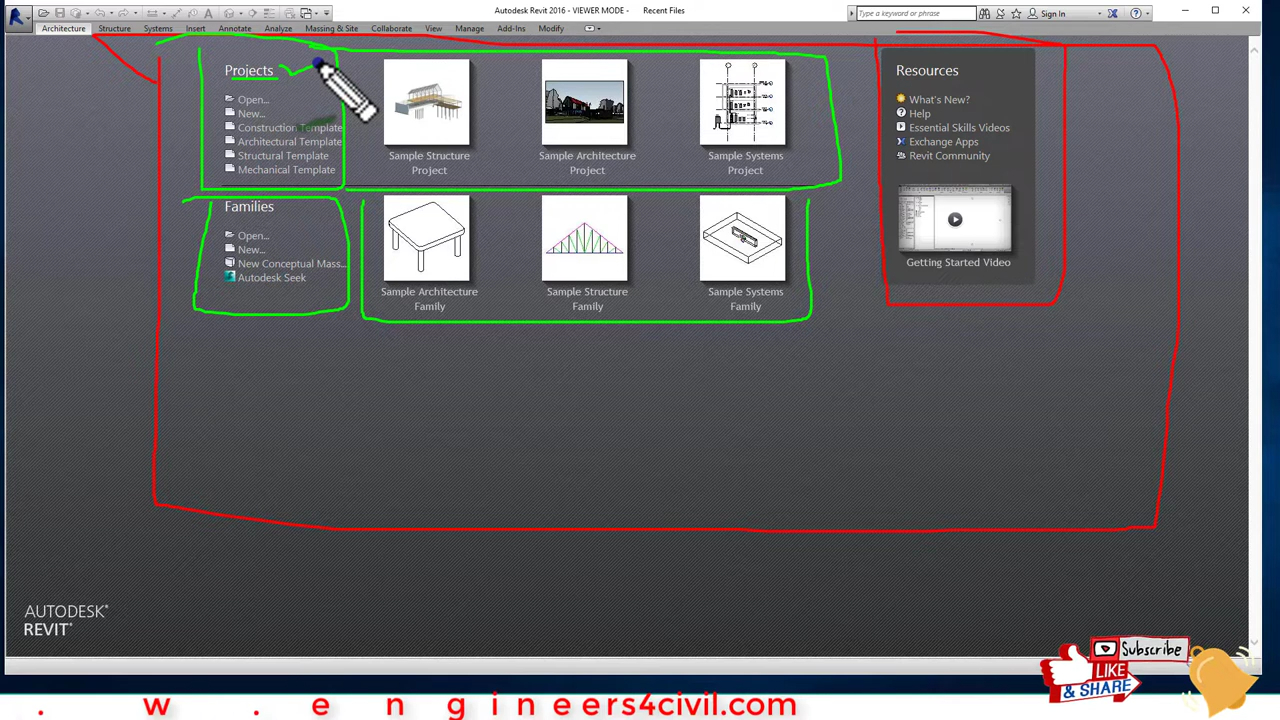 Autodesk Revit 2016 - VIEWER MODE - Recent Files
Type a keyword or phrase
Sign In
Architecture Structure Systems Insert Annotate Analyze Massing & Site Collaborate View Manage Add-Ins Modify
Projects
Open...
New...
Construction Template
Architectural Template
Structural Template
Mechanical Template
Sample Structure
Project
Sample Architecture
Project
Sample Systems
Project
Families
Open...
New...
New Conceptual Mass...
Autodesk Seek
Sample Architecture
Family
Sample Structure
Family
Sample Systems
Family
Resources
What's New?
Help
Essential Skills Videos
Exchange Apps
Revit Community
Getting Started Video
AUTODESK®
REVIT®
Subscribe
LIKE
& SHARE
. w . e n g i n e e r s 4 c i v i l . c o m